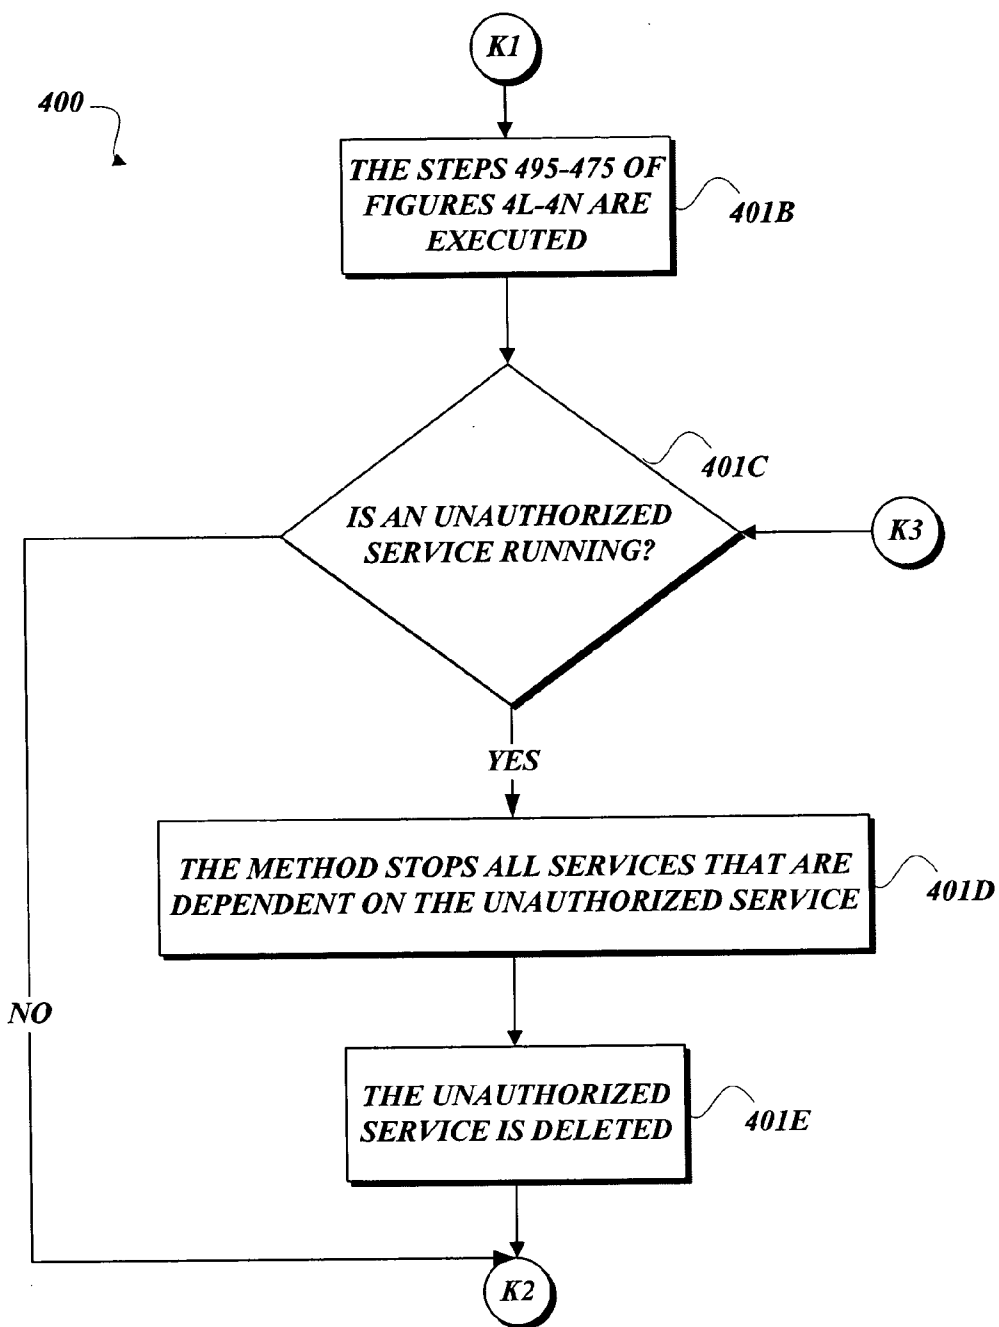 K1
400
THE STEPS 495-475 OF
FIGURES 4L-4N ARE
EXECUTED
401B
401C
IS AN UNAUTHORIZED
SERVICE RUNNING?
K3
YES
THE METHOD STOPS ALL SERVICES THAT ARE
DEPENDENT ON THE UNAUTHORIZED SERVICE
401D
NO
THE UNAUTHORIZED
SERVICE IS DELETED
401E
K2